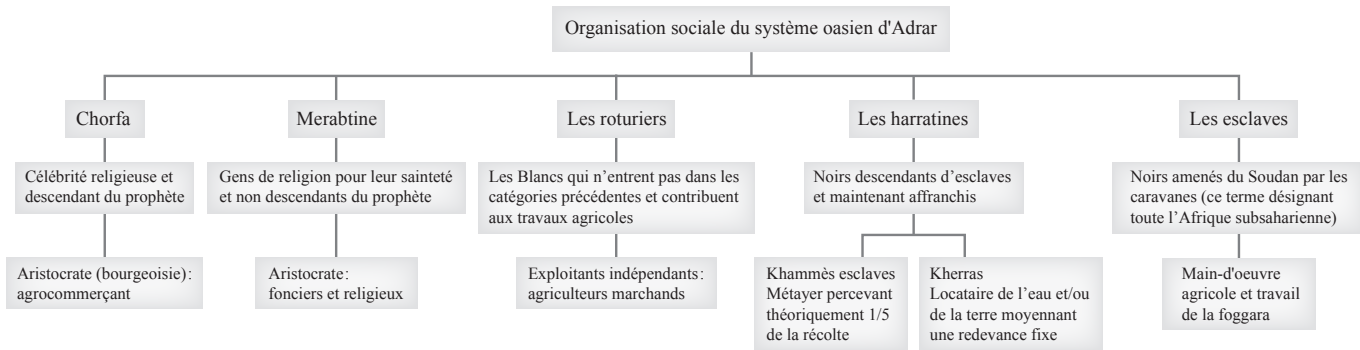 Organisation sociale du système oasien d'Adrar
Chorfa
Merabtine
Les roturiers
Les harratines
Les esclaves
Célébrité religieuse et
descendant du prophète
Gens de religion pour leur sainteté
et non descendants du prophète
Les Blancs qui n’entrent pas dans les
catégories précédentes et contribuent
aux travaux agricoles
Noirs descendants d’esclaves
et maintenant affranchis
Noirs amenés du Soudan par les
caravanes (ce terme désignant
toute l’Afrique subsaharienne)
Aristocrate (bourgeoisie):
agrocommerçant
Aristocrate:
fonciers et religieux
Exploitants indépendants:
agriculteurs marchands
Khammès esclaves
Métayer percevant
théoriquement 1/5
de la récolte
Kherras
Locataire de l’eau et/ou
de la terre moyennant
une redevance fixe
Main-d'oeuvre
agricole et travail
de la foggara